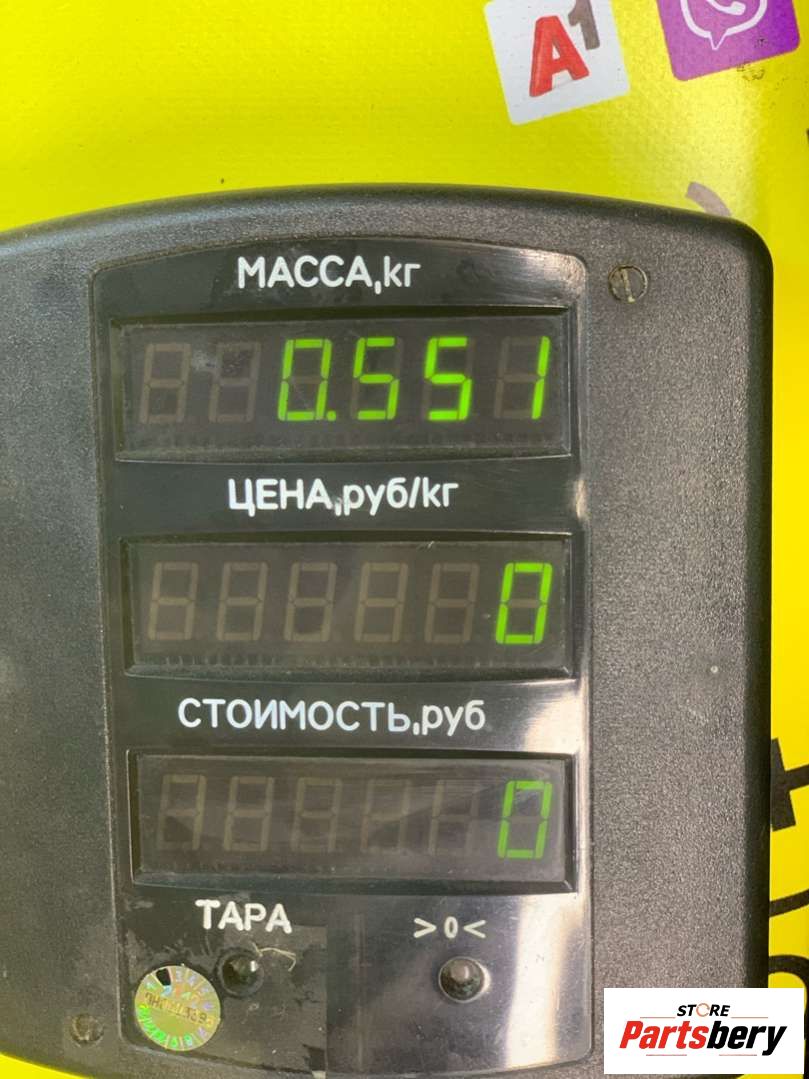 A1
МАССА,кг
0.551
ЦЕНА,руб/кг
0
СТОИМОСТЬ,руб
0
ТАРА
>0<
STORE
Partsbery